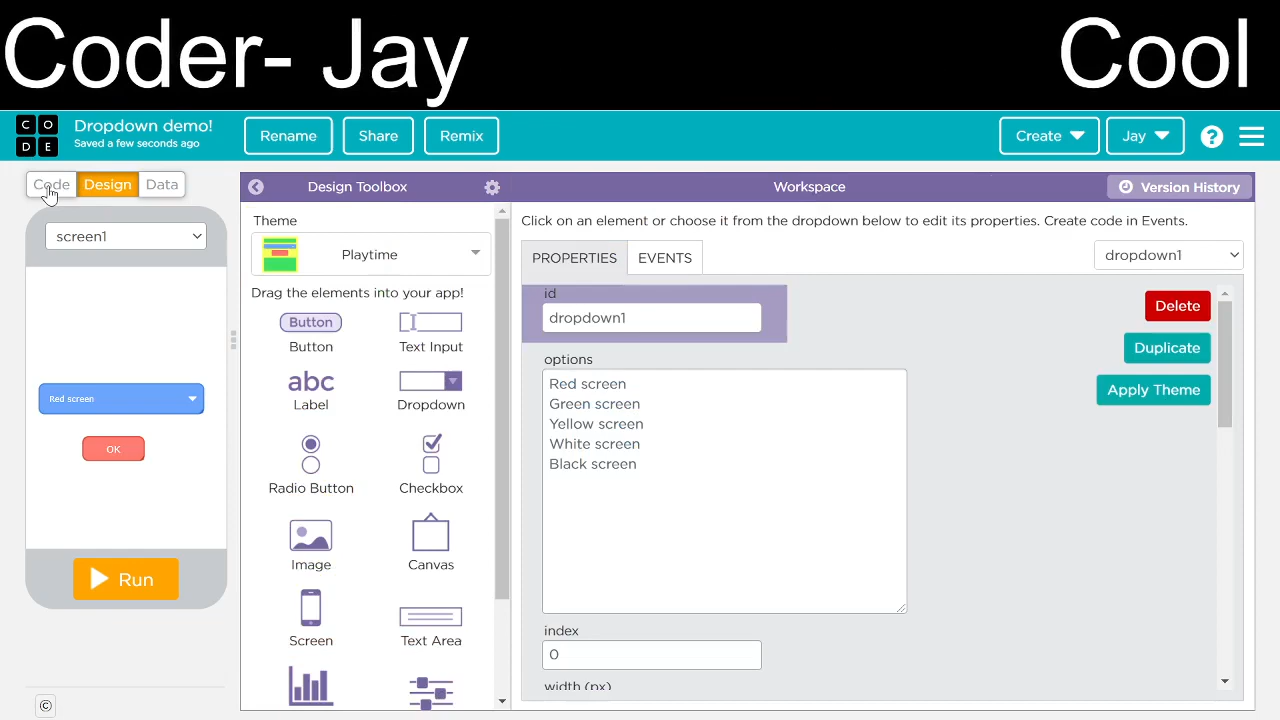 Coder- Jay
Cool
CODE
Dropdown demo!
Saved a few seconds ago
Rename
Share
Remix
Create
Jay
?
Code
Design
Data
screen1
Red screen
OK
Run
©
Design Toolbox
Theme
Playtime
Drag the elements into your app!
Button
Button
Text Input
abc
Label
Dropdown
Radio Button
Checkbox
Image
Canvas
Screen
Text Area
Workspace
Version History
Click on an element or choose it from the dropdown below to edit its properties. Create code in Events.
PROPERTIES
EVENTS
dropdown1
id
dropdown1
Delete
Duplicate
Apply Theme
options
Red screen
Green screen
Yellow screen
White screen
Black screen
index
0
width (px)